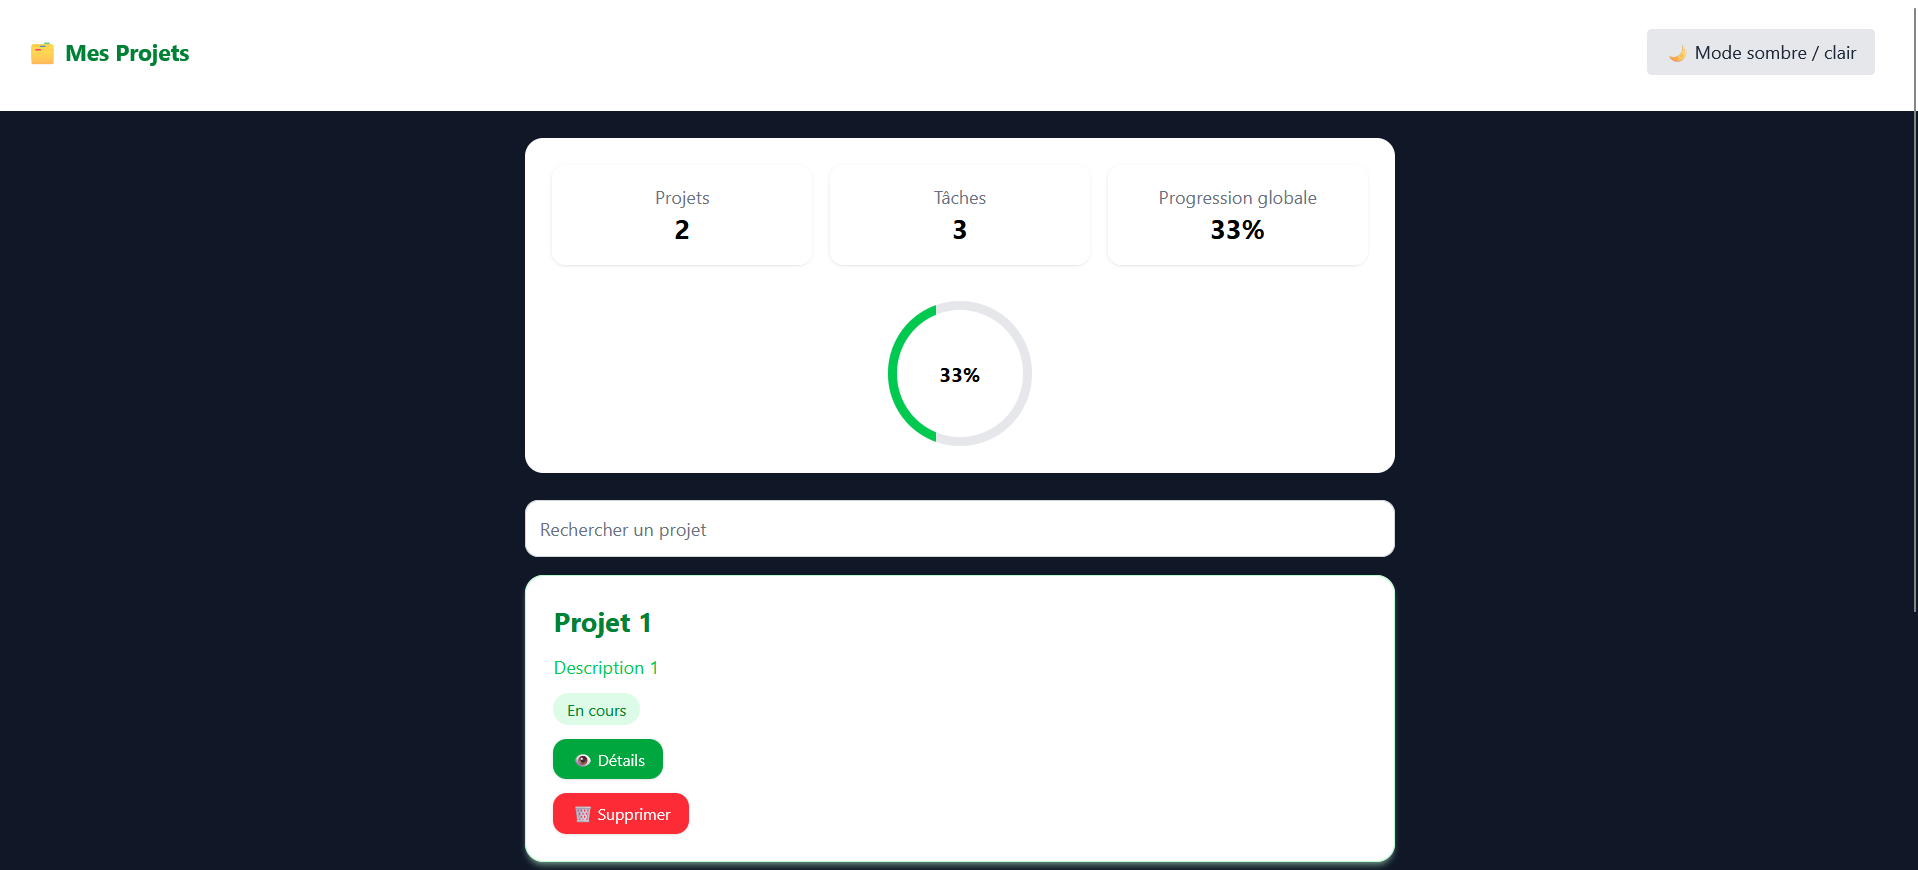 Mes Projets
Mode sombre / clair
Projets
2
Tâches
3
Progression globale
33%
33%
Rechercher un projet
Projet 1
Description 1
En cours
Détails
Supprimer